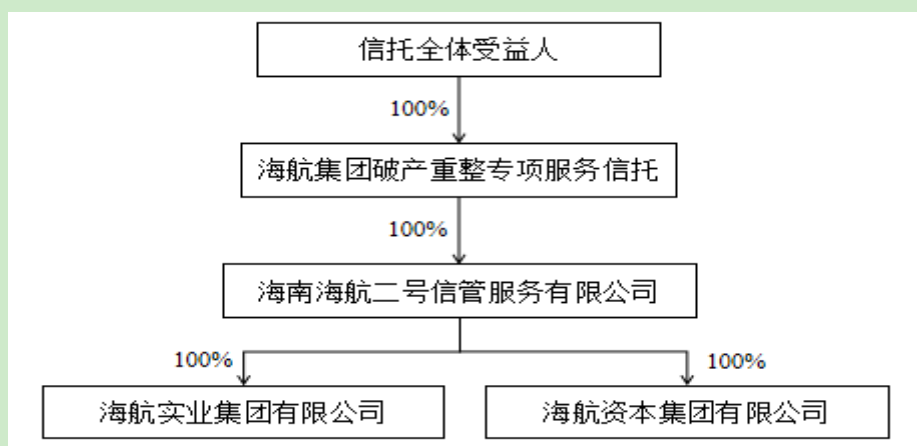 信托全体受益人
100%
海航集团破产重整专项服务信托
100%
海南海航二号信管服务有限公司
100%
100%
海航实业集团有限公司
海航资本集团有限公司